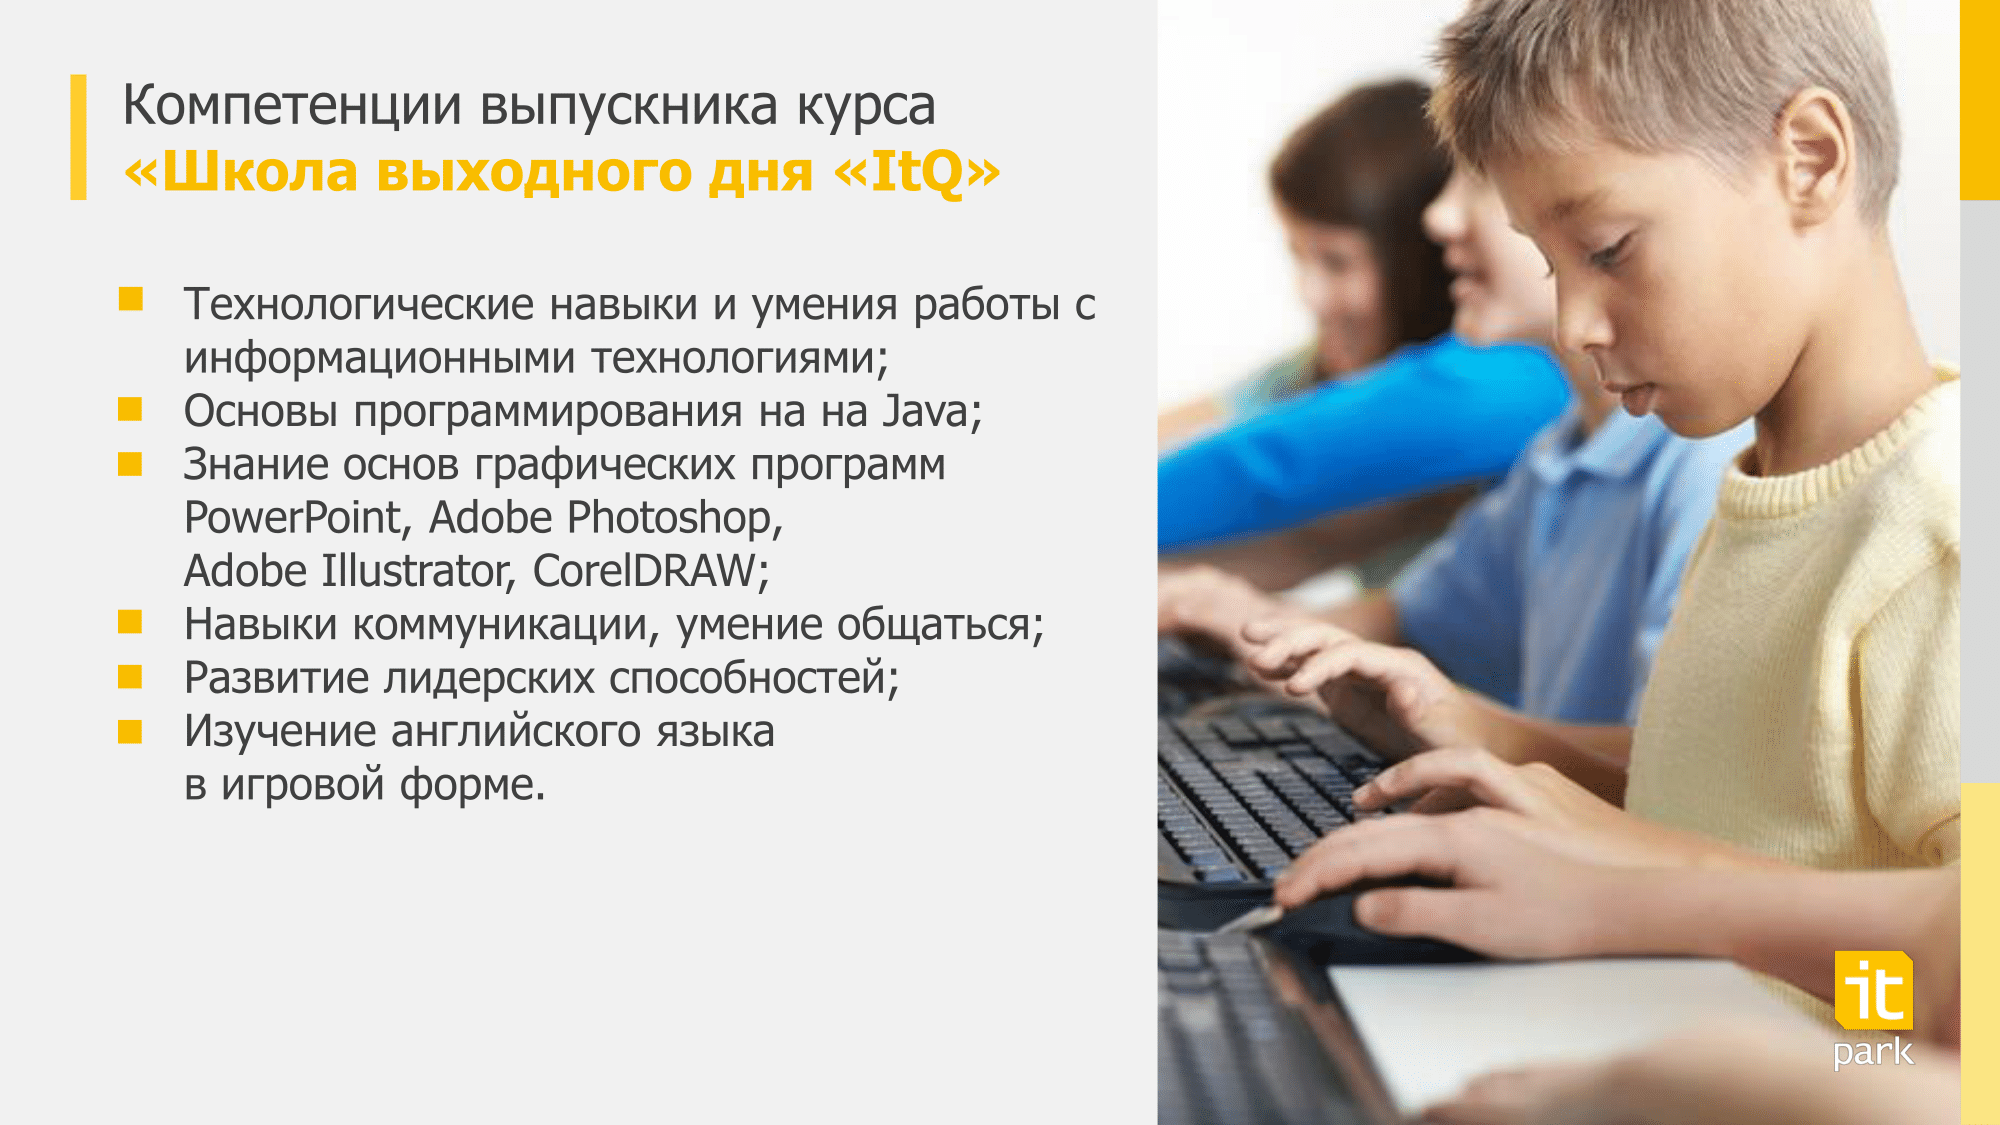 Компетенции выпускника курса
«Школа выходного дня «ItQ»
Технологические навыки и умения работы с
информационными технологиями;
Основы программирования на на Java;
Знание основ графических программ
PowerPoint, Adobe Photoshop,
Adobe Illustrator, CorelDRAW;
Навыки коммуникации, умение общаться;
Развитие лидерских способностей;
Изучение английского языка
в игровой форме.
it
park